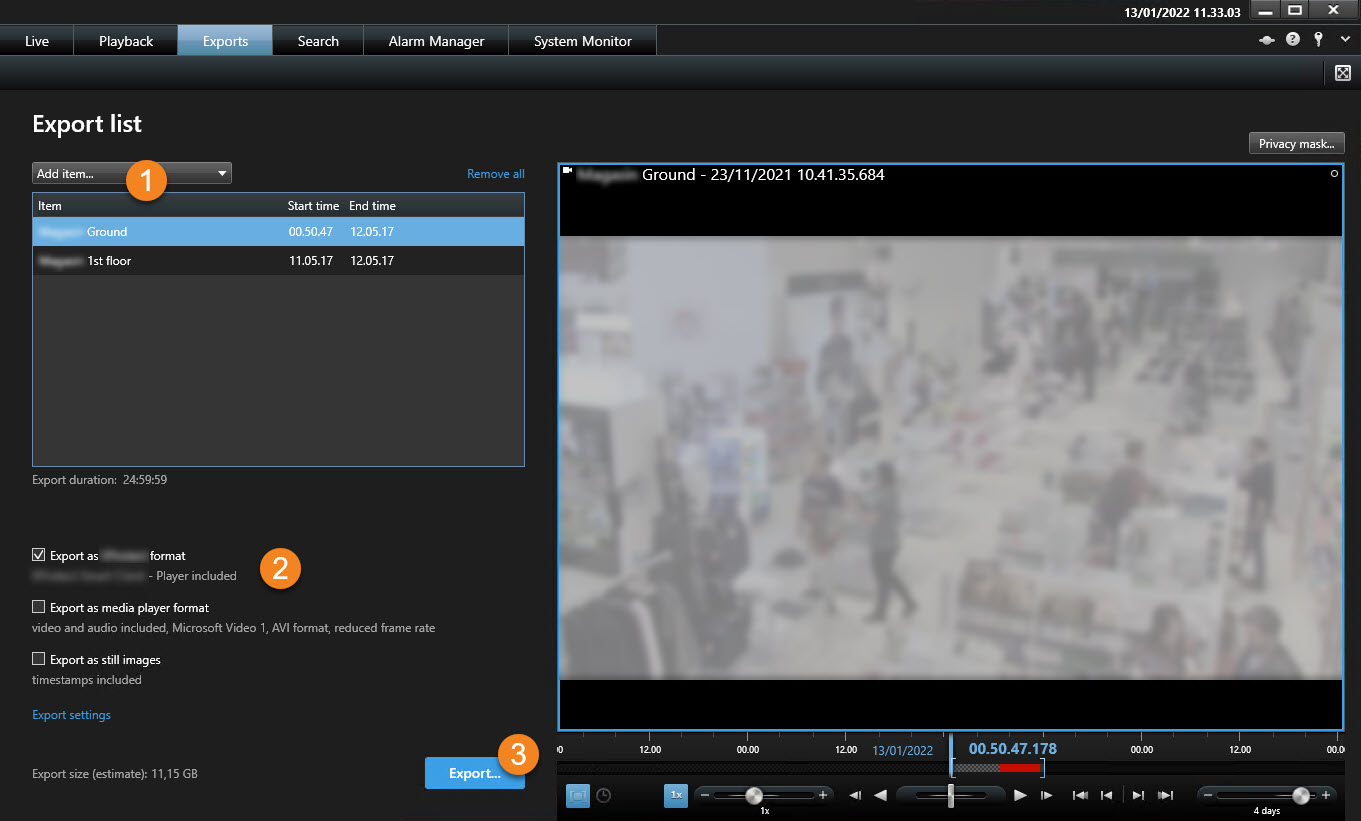 13/01/2022 11.33.03
Live Playback Exports Search Alarm Manager System Monitor
Export list
Privacy mask...
Add item... 1 Remove all
Ground - 23/11/2021 10.41.35.684
Item Start time End time
Ground 00.50.47 12.05.17
1st floor 11.05.17 12.05.17
Export duration: 24:59:59
Export as format
- Player included
2
Export as media player format
video and audio included, Microsoft Video 1, AVI format, reduced frame rate
Export as still images
timestamps included
Export settings
Export size (estimate): 11,15 GB
Export...
3
12.00 00.00 12.00 13/01/2022 00.50.47.178 00.00 12.00 00.0
1x
1x
4 days